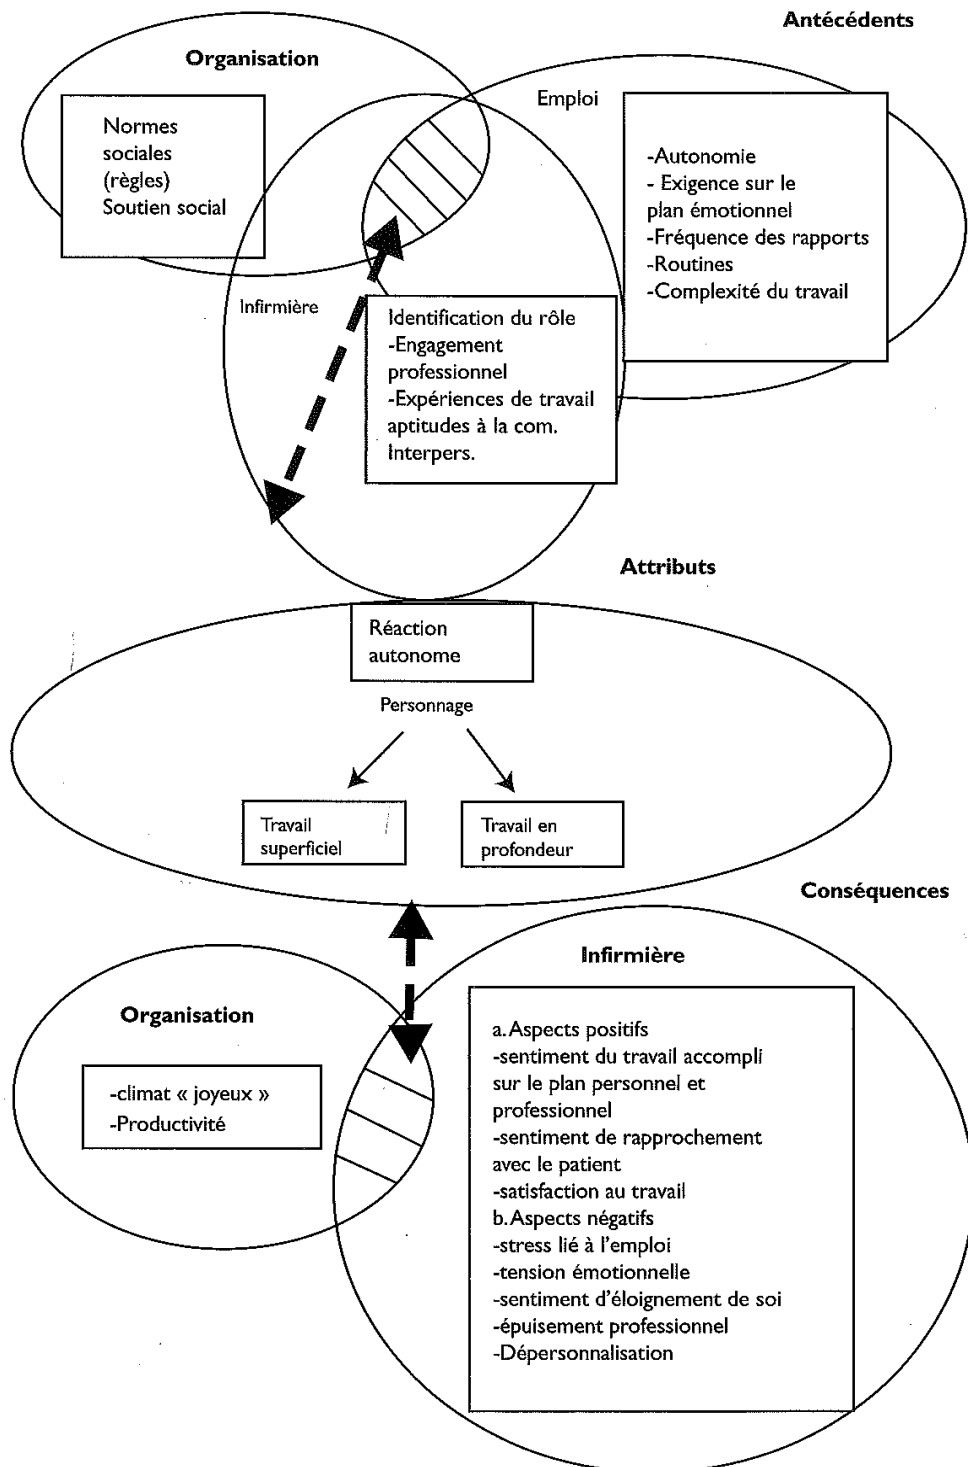 Antécédents
Organisation
Emploi
Normes
sociales
(règles)
Soutien social
-Autonomie
- Exigence sur le
plan émotionnel
-Fréquence des rapports
-Routines
-Complexité du travail
Infirmière
Identification du rôle
-Engagement
professionnel
-Expériences de travail
aptitudes à la com.
Interpers.
Attributs
Réaction
autonome
Personnage
Travail
superficiel
Travail en
profondeur
Conséquences
Infirmière
Organisation
-climat « joyeux »
-Productivité
a. Aspects positifs
-sentiment du travail accompli
sur le plan personnel et
professionnel
-sentiment de rapprochement
avec le patient
-satisfaction au travail
b. Aspects négatifs
-stress lié à l'emploi
-tension émotionnelle
-sentiment d'éloignement de soi
-épuisement professionnel
-Dépersonnalisation